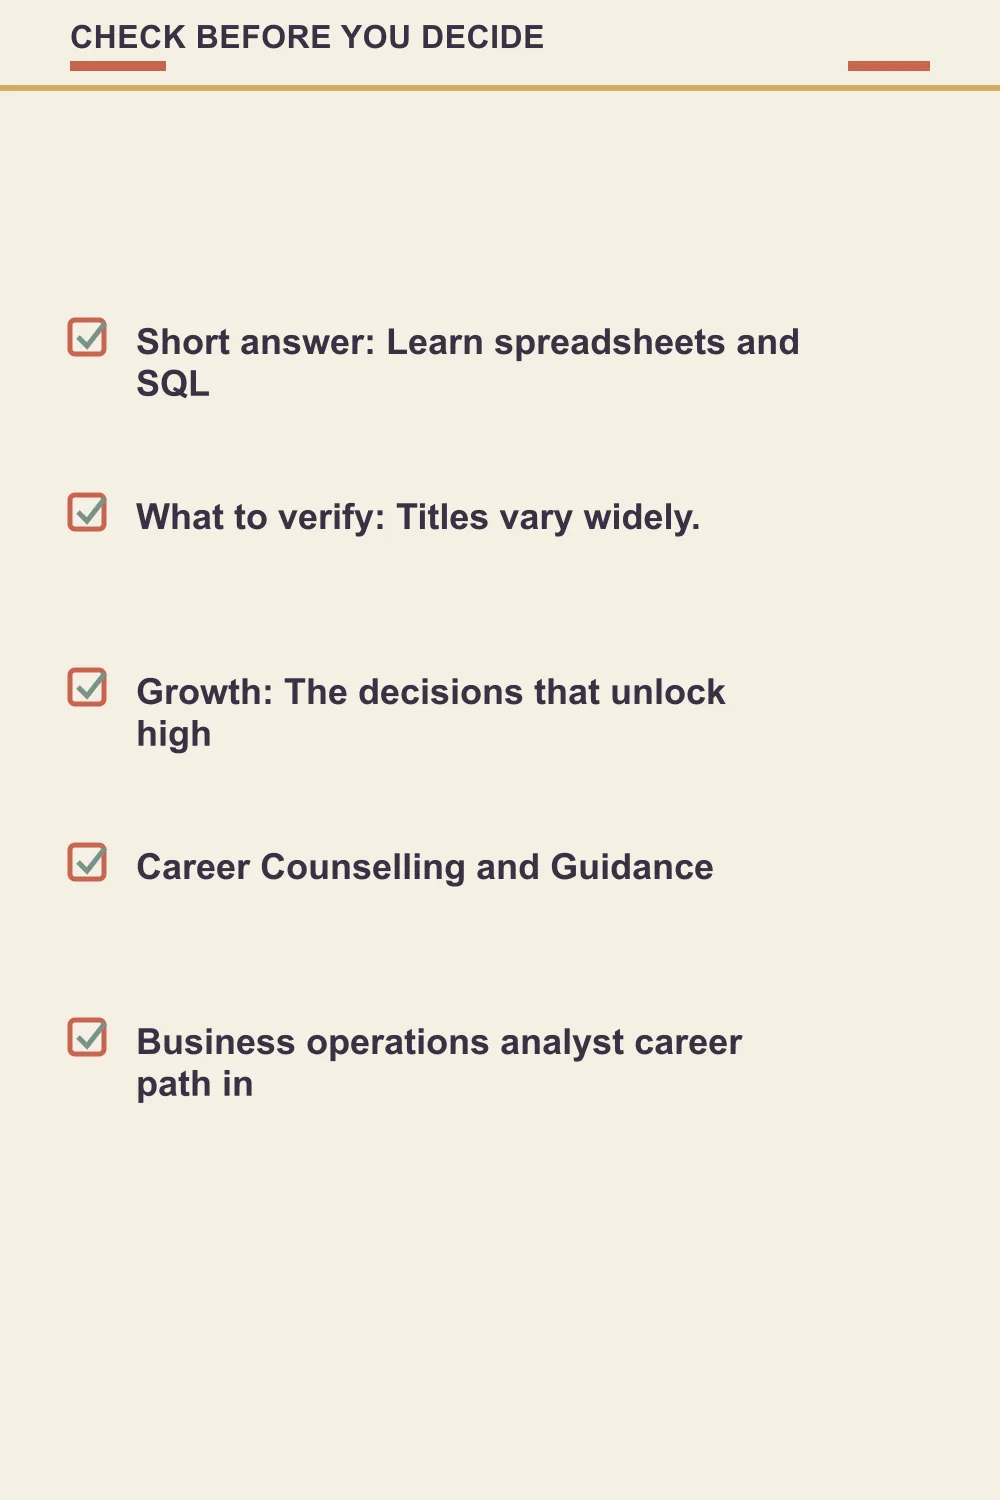 CHECK BEFORE YOU DECIDE
Short answer: Learn spreadsheets and
SQL
What to verify: Titles vary widely.
Growth: The decisions that unlock
high
Career Counselling and Guidance
Business operations analyst career
path in